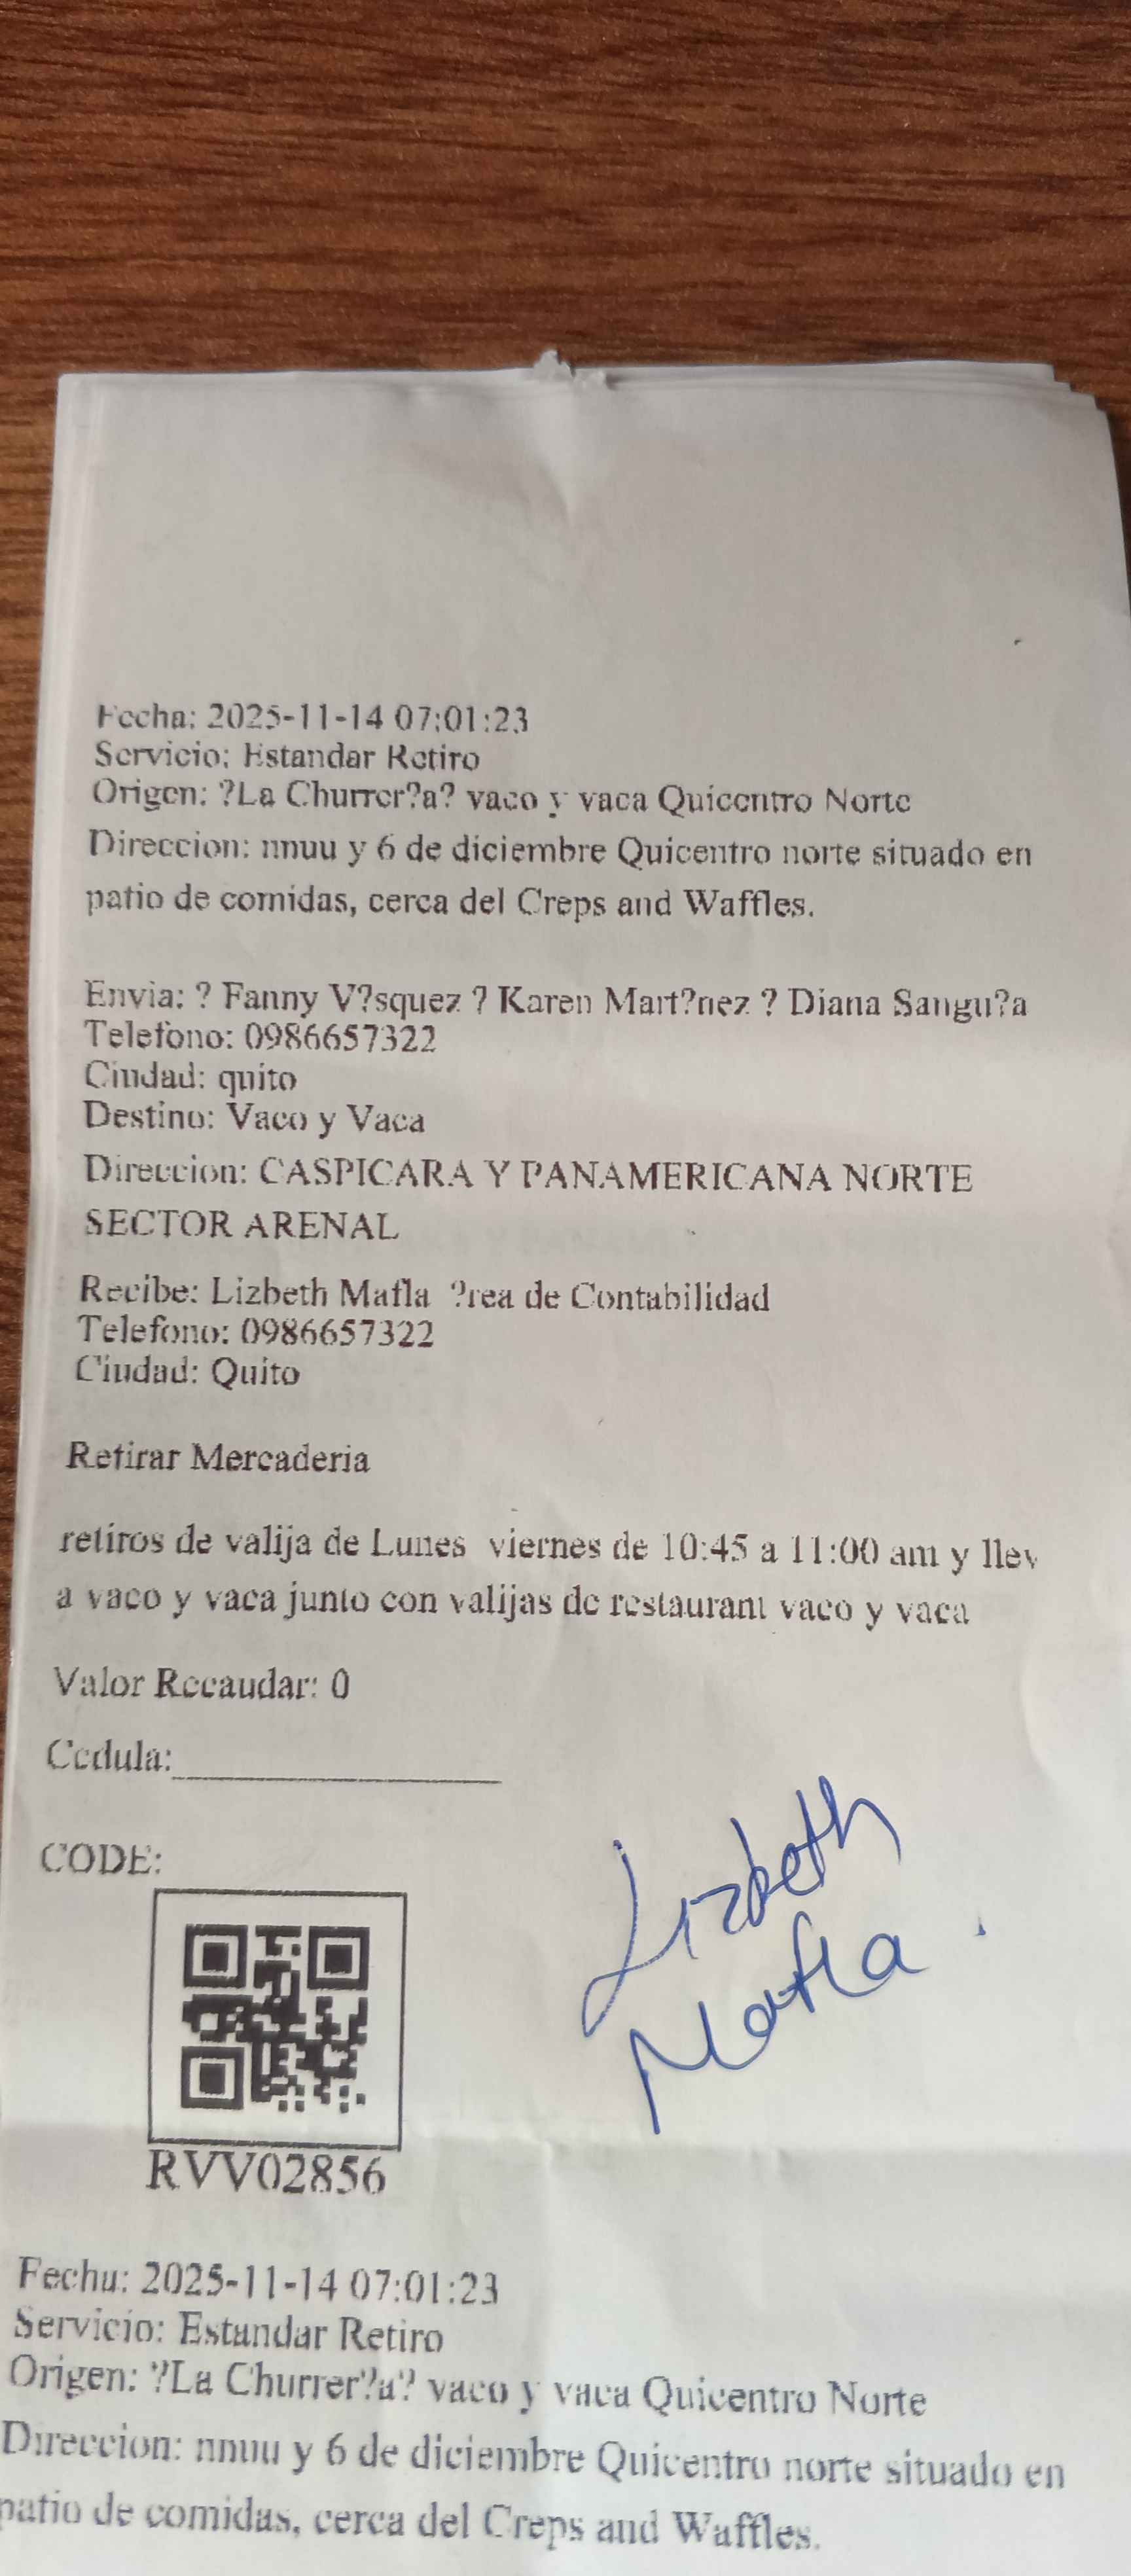 Fecha: 2025-11-14 07:01:23
Servicio: Estandar Retiro
Origen: ?La Churrer?a? vaco y vaca Quicentro Norte
Direccion: nnuu y 6 de diciembre Quicentro norte situado en
patio de comidas, cerca del Creps and Waffles.
Envia: ? Fanny V?squez ? Karen Mart?nez ? Diana Sangu?a
Telefono: 0986657322
Ciudad: quito
Destino: Vaco y Vaca
Direccion: CASPICARA Y PANAMERICANA NORTE
SECTOR ARENAL
Recibe: Lizbeth Mafla ?rea de Contabilidad
Telefono: 0986657322
Ciudad: Quito
Retirar Mercaderia
retiros de valija de Lunes viernes de 10:45 a 11:00 am y llev
a vaco y vaca junto con valijas de restaurant vaco y vaca
Valor Recaudar: 0
Cedula:
CODE:
Lizbeth
Mafla
RVV02856
Fecha: 2025-11-14 07:01:23
Servicio: Estandar Retiro
Origen: ?La Churrer?a? vaco y vaca Quicentro Norte
Direccion: nnuu y 6 de diciembre Quicentro norte situado en
patio de comidas, cerca del Creps and Waffles.